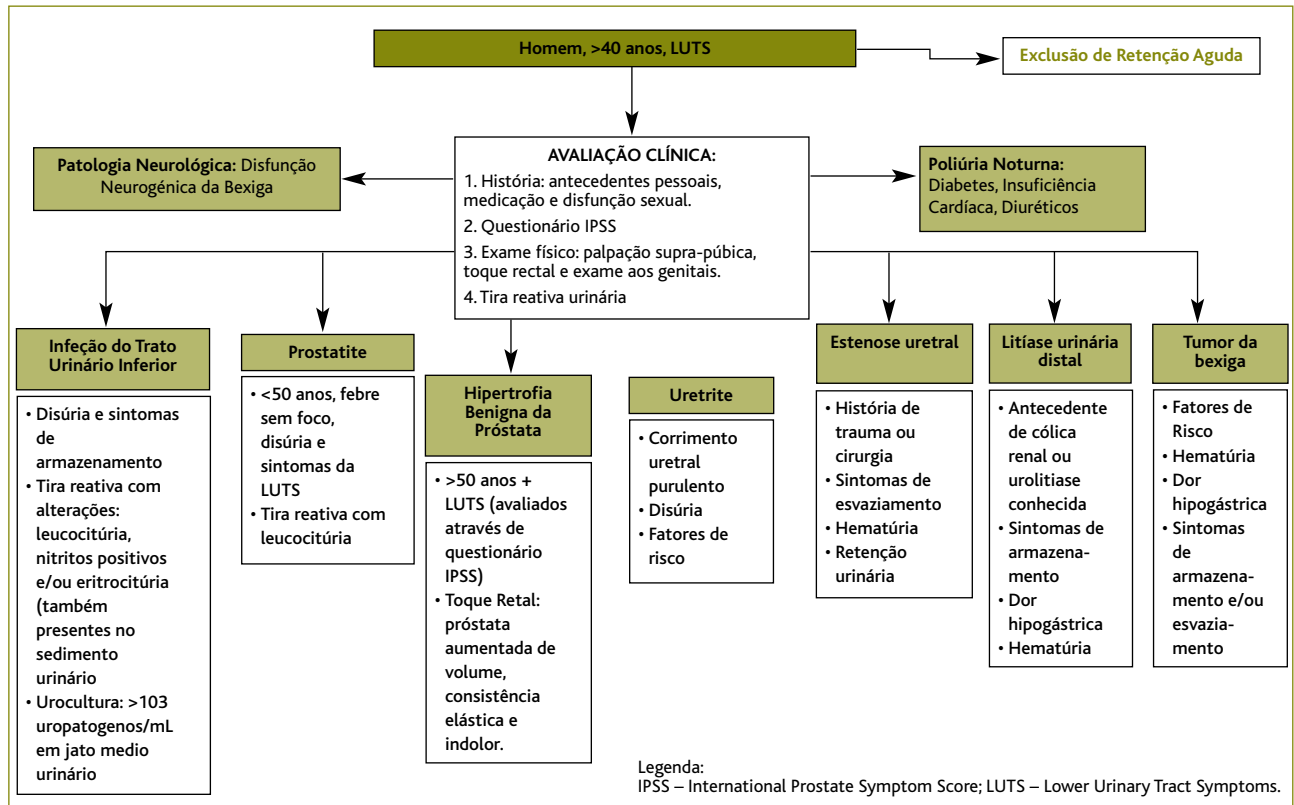 Homem, >40 anos, LUTS
Exclusão de Retenção Aguda
Patologia Neurológica: Disfunção
Neurogénica da Bexiga
AVALIAÇÃO CLÍNICA:
1. História: antecedentes pessoais,
medicação e disfunção sexual.
2. Questionário IPSS
3. Exame físico: palpação supra-púbica,
toque rectal e exame aos genitais.
4. Tira reativa urinária
Poliúria Noturna:
Diabetes, Insuficiência
Cardíaca, Diuréticos
Infeção do Trato
Urinário Inferior
• Disúria e sintomas
de
armazenamento
• Tira reativa com
alterações:
leucocitúria,
nitritos positivos
e/ou eritrocitúria
(também
presentes no
sedimento
urinário
• Urocultura: >103
uropatogenos/mL
em jato medio
urinário
Prostatite
• <50 anos, febre
sem foco,
disúria e
sintomas da
LUTS
• Tira reativa com
leucocitúria
Hipertrofia
Benigna da
Próstata
• >50 anos +
LUTS (avaliados
através de
questionário
IPSS)
• Toque Retal:
próstata
aumentada de
volume,
consistência
elástica e
indolor.
Uretrite
• Corrimento
uretral
purulento
• Disúria
• Fatores de
risco
Estenose uretral
• História de
trauma ou
cirurgia
• Sintomas de
esvaziamento
• Hematúria
• Retenção
urinária
Litíase urinária
distal
• Antecedente
de cólica
renal ou
urolitiase
conhecida
• Sintomas de
armazena-
mento
• Dor
hipogástrica
• Hematúria
Tumor da
bexiga
• Fatores de
Risco
• Hematúria
• Dor
hipogástrica
• Sintomas
de
armazena-
mento e/ou
esvazia-
mento
Legenda:
IPSS – International Prostate Symptom Score; LUTS – Lower Urinary Tract Symptoms.